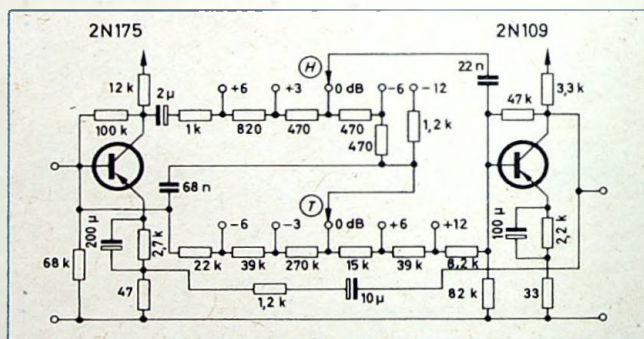 2N175 2N109
H
12 k 2µ +6 +3 0 dB -6 -12 22 n 3,3 k
47 k
100 k 1 k 820 470 470 1,2 k
470
68 n
T
200 µ -6 -3 0 dB +6 +12 100 µ
2,7 k 2,2 k
68 k 22 k 39 k 270 k 15 k 39 k 8,2 k
47 1,2 k 10 µ 82 k 33